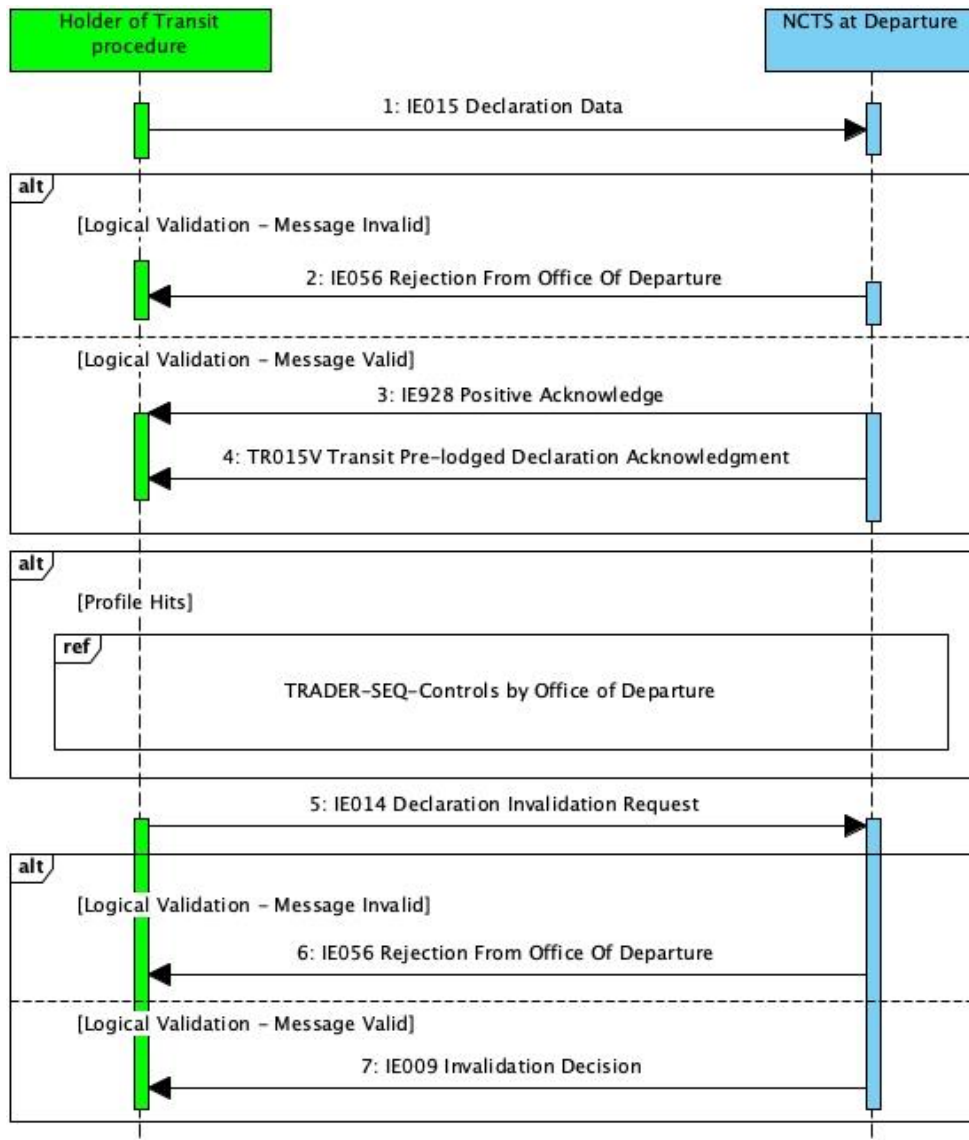 Holder of Transit
procedure
NCTS at Departure
1: IE015 Declaration Data
alt
[Logical Validation – Message Invalid]
2: IE056 Rejection From Office Of Departure
[Logical Validation – Message Valid]
3: IE928 Positive Acknowledge
4: TR015V Transit Pre-lodged Declaration Acknowledgment
alt
[Profile Hits]
ref
TRADER-SEQ-Controls by Office of Departure
5: IE014 Declaration Invalidation Request
alt
[Logical Validation – Message Invalid]
6: IE056 Rejection From Office Of Departure
[Logical Validation – Message Valid]
7: IE009 Invalidation Decision